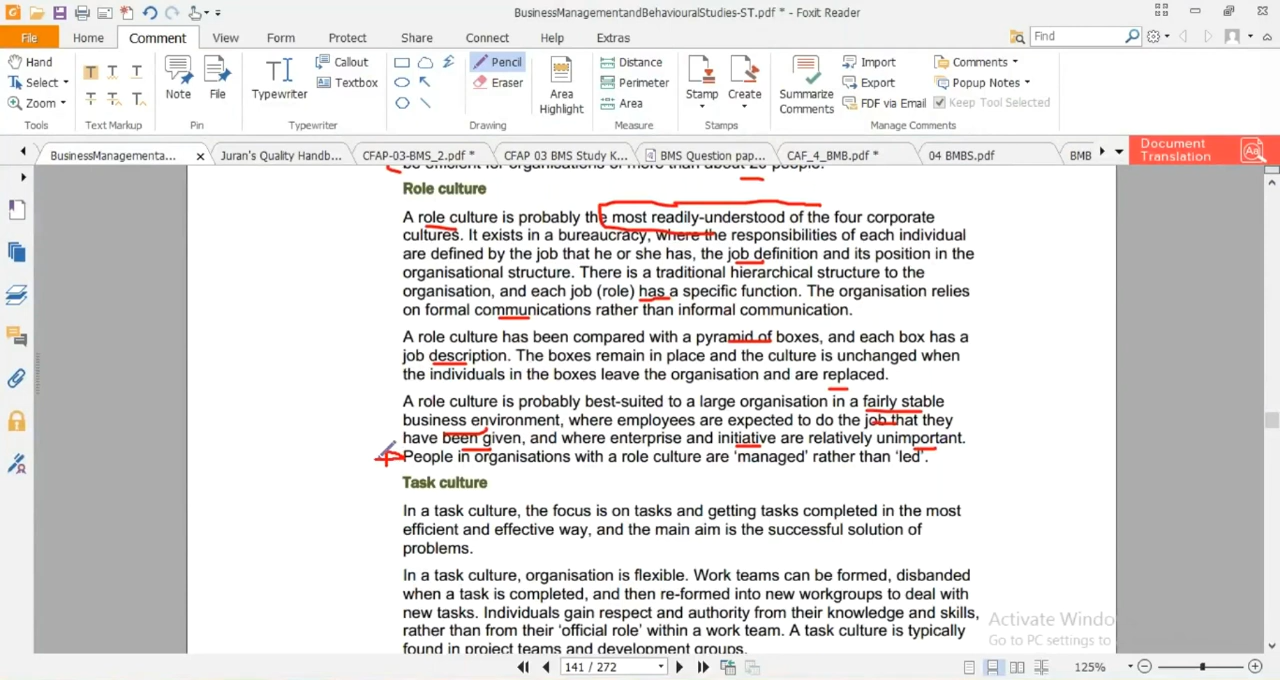 BusinessManagementandBehaviouralStudies-ST.pdf * - Foxit Reader
File Home Comment View Form Protect Share Connect Help Extras Find
Hand
Select
Zoom
Tools
Text Markup
Note
File
Pin
Typewriter
Callout
Textbox
Typewriter
Pencil
Eraser
Drawing
Area
Highlight
Distance
Perimeter
Area
Measure
Stamp
Create
Stamps
Summarize
Comments
Import
Export
FDF via Email
Comments
Popup Notes
Keep Tool Selected
Manage Comments
BusinessManagementa... CFAP-03-BMS_2.pdf * CFAP 03 BMS Study K... BMS Question pap... CAF_4_BMB.pdf * 04 BMBS.pdf BMB
Juran's Quality Handb...
Document
Translation
be efficient for organisations of more than about 20 people.
Role culture
A role culture is probably the most readily-understood of the four corporate
cultures. It exists in a bureaucracy, where the responsibilities of each individual
are defined by the job that he or she has, the job definition and its position in the
organisational structure. There is a traditional hierarchical structure to the
organisation, and each job (role) has a specific function. The organisation relies
on formal communications rather than informal communication.
A role culture has been compared with a pyramid of boxes, and each box has a
job description. The boxes remain in place and the culture is unchanged when
the individuals in the boxes leave the organisation and are replaced.
A role culture is probably best-suited to a large organisation in a fairly stable
business environment, where employees are expected to do the job that they
have been given, and where enterprise and initiative are relatively unimportant.
People in organisations with a role culture are ‘managed’ rather than ‘led’.
Task culture
In a task culture, the focus is on tasks and getting tasks completed in the most
efficient and effective way, and the main aim is the successful solution of
problems.
In a task culture, organisation is flexible. Work teams can be formed, disbanded
when a task is completed, and then re-formed into new workgroups to deal with
new tasks. Individuals gain respect and authority from their knowledge and skills,
rather than from their ‘official role’ within a work team. A task culture is typically
found in project teams and development groups.
Activate Windo
Go to PC settings to
141 / 272
125%